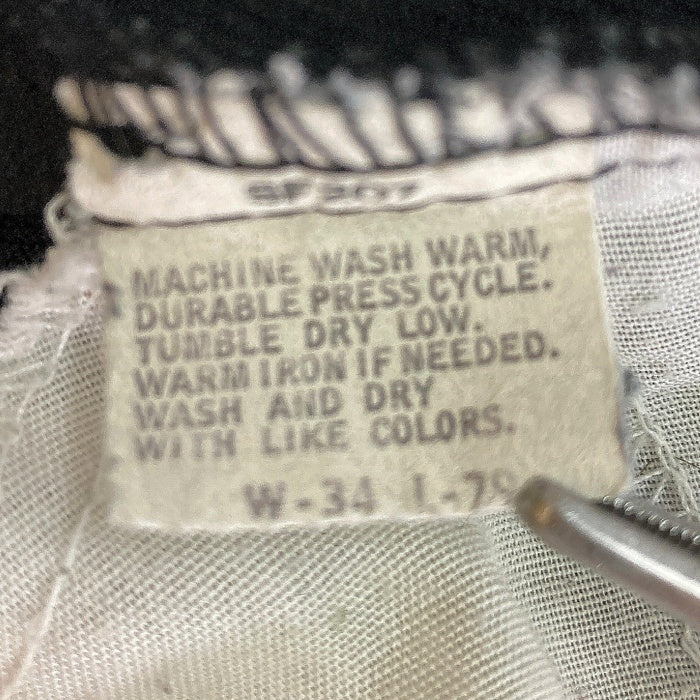 SF207
MACHINE WASH WARM,
DURABLE PRESS CYCLE.
TUMBLE DRY LOW.
WARM IRON IF NEEDED.
WASH AND DRY
WITH LIKE COLORS.
W-34